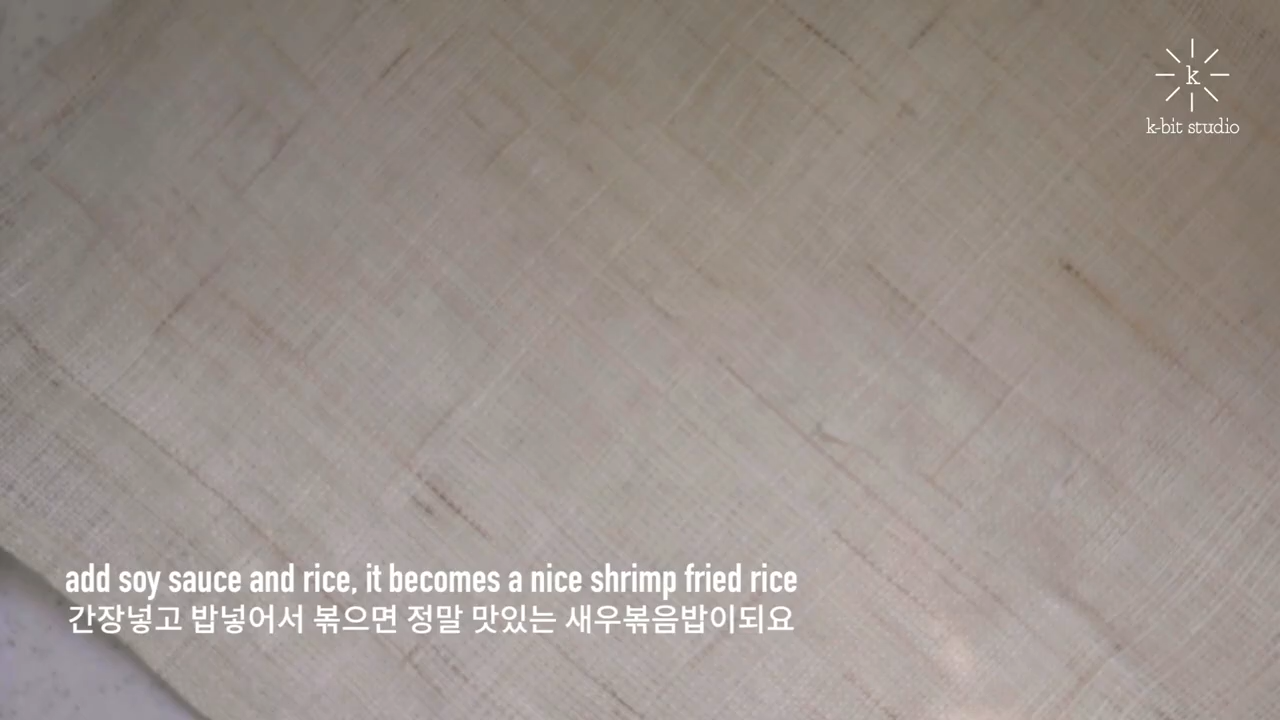 k
k-bit studio
add soy sauce and rice, it becomes a nice shrimp fried rice
간장넣고 밥넣어서 볶으면 정말 맛있는 새우볶음밥이되요